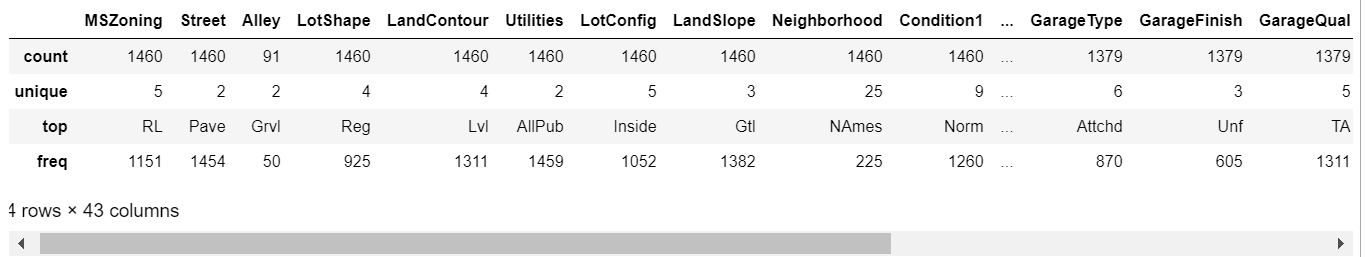 MSZoning Street Alley LotShape LandContour Utilities LotConfig LandSlope Neighborhood Condition1 ... GarageType GarageFinish GarageQual
count 1460 1460 91 1460 1460 1460 1460 1460 1460 1460 ... 1379 1379 1379
unique 5 2 2 4 4 2 5 3 25 9 ... 6 3 5
top RL Pave Grvl Reg Lvl AllPub Inside Gtl NAmes Norm ... Attchd Unf TA
freq 1151 1454 50 925 1311 1459 1052 1382 225 1260 ... 870 605 1311
4 rows × 43 columns